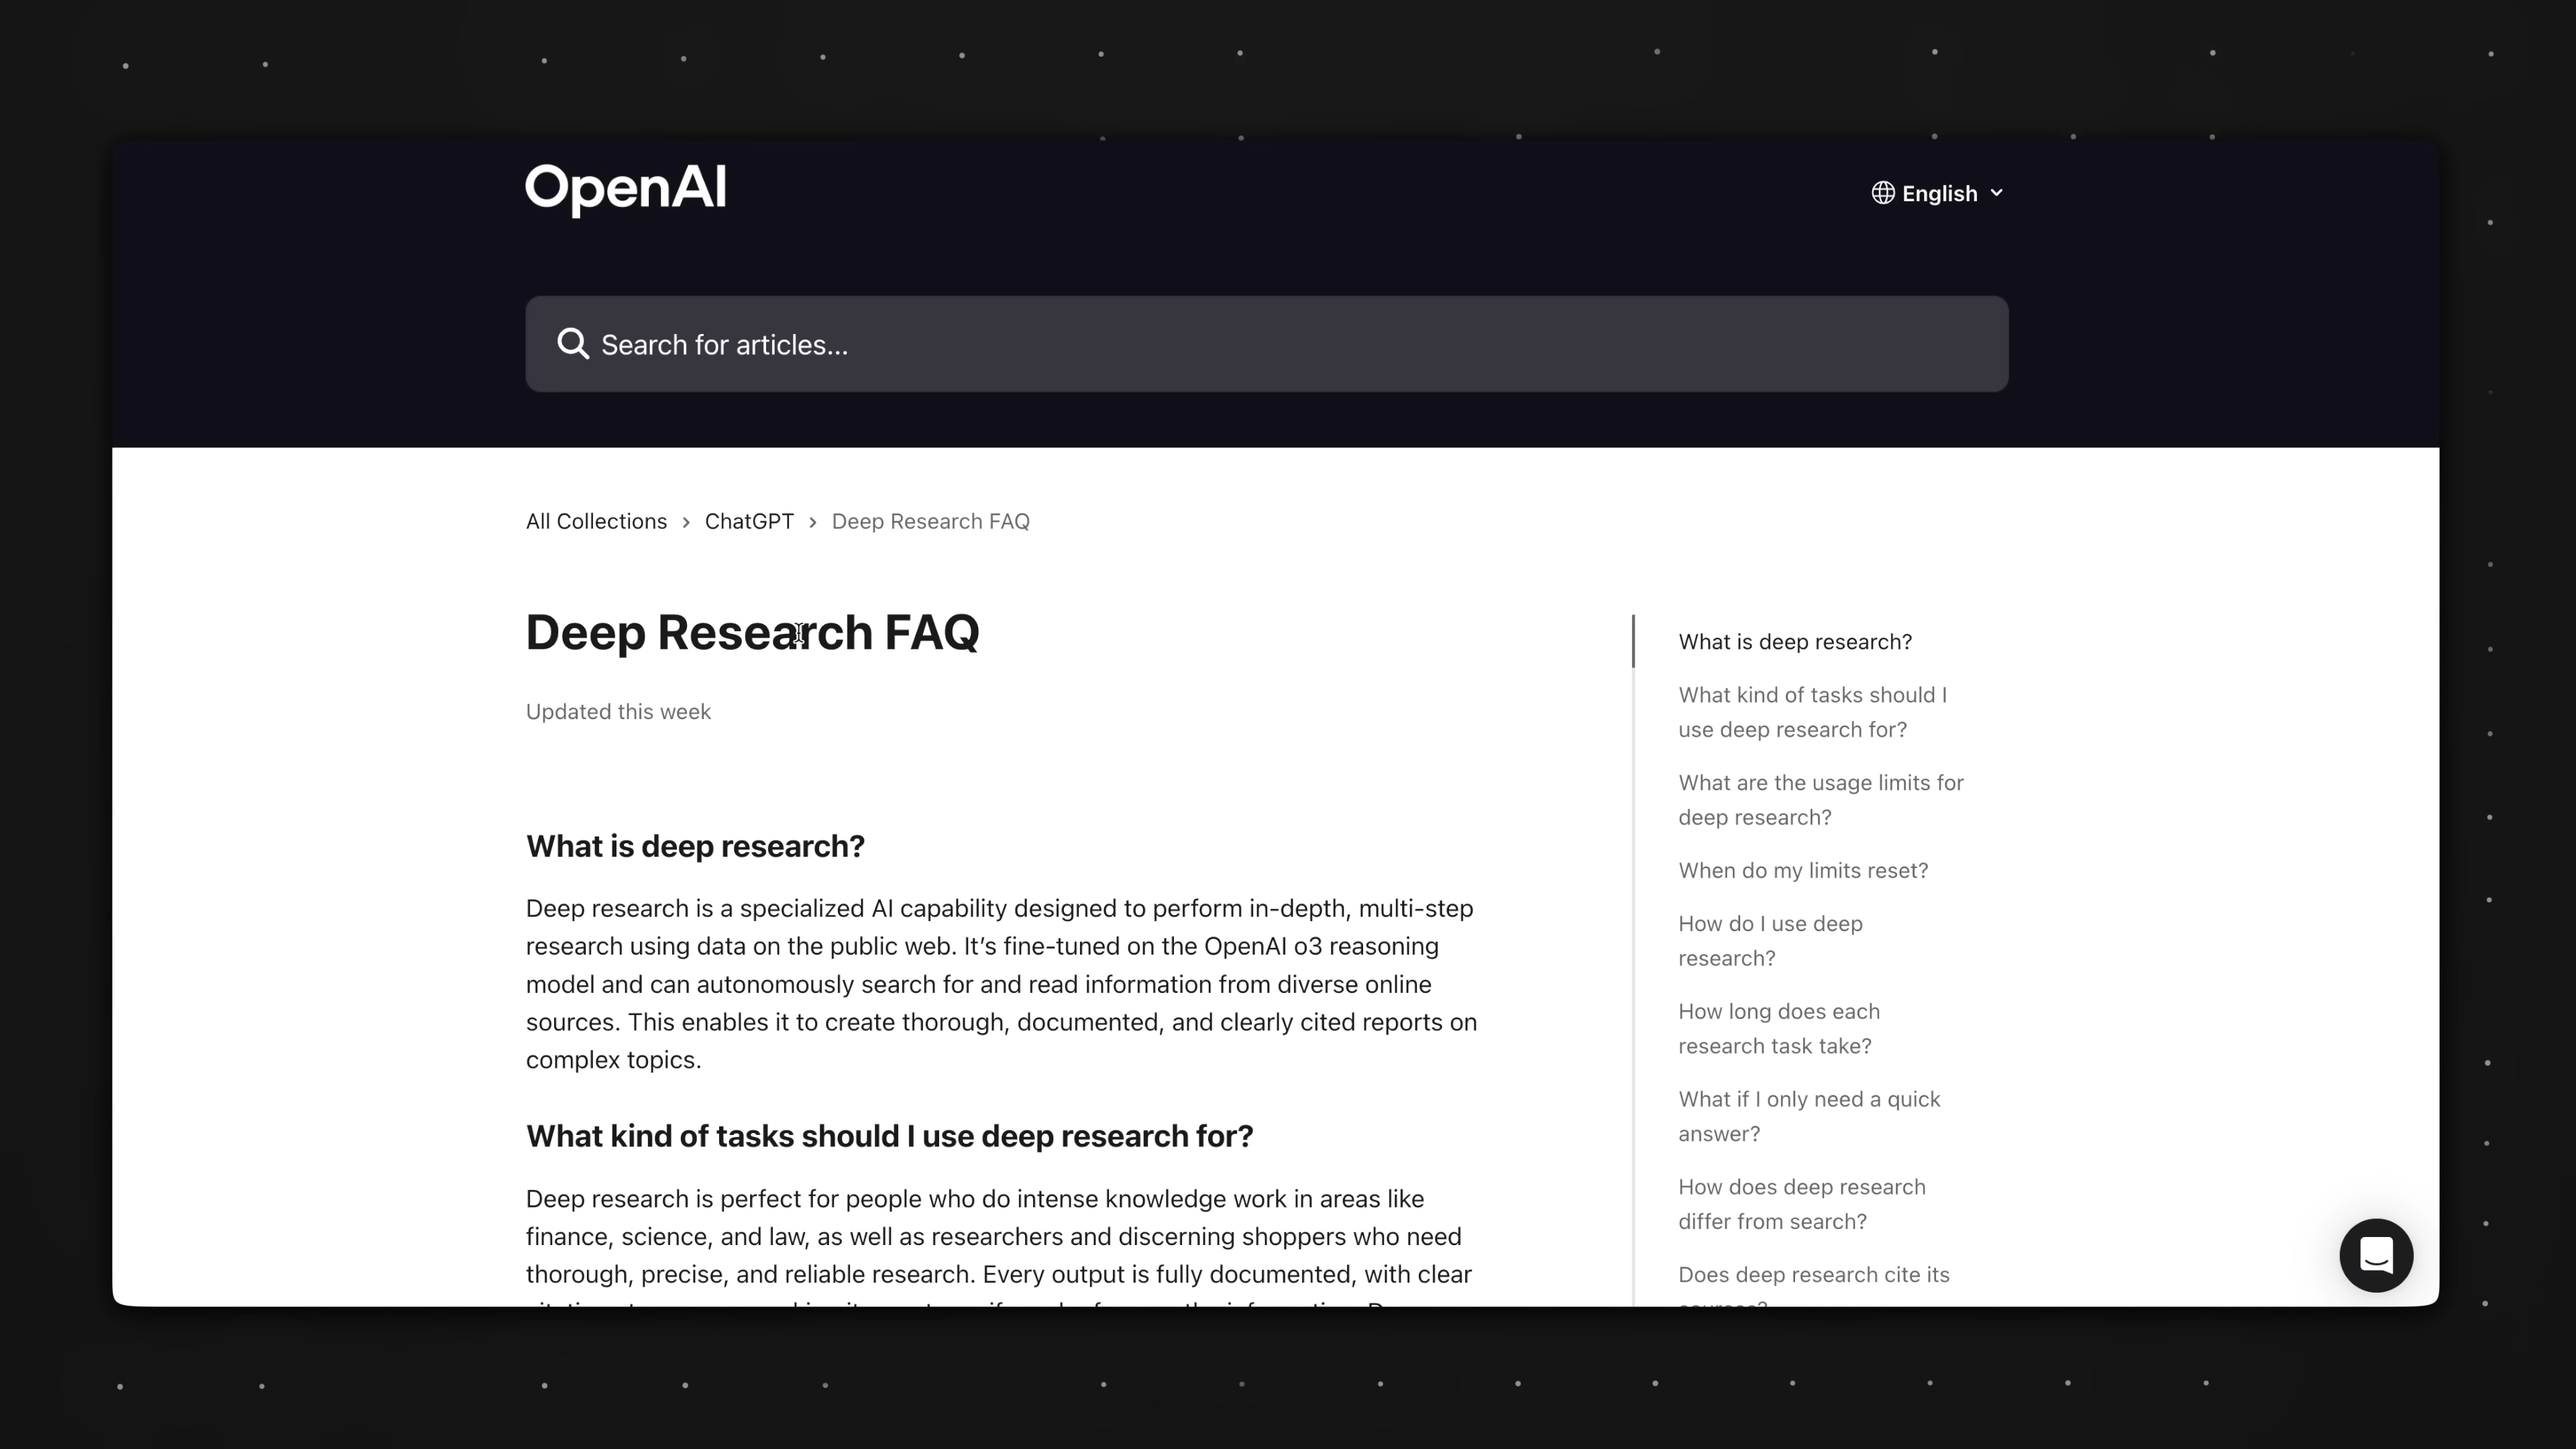 OpenAI
English
Search for articles...
All Collections > ChatGPT > Deep Research FAQ
Deep Research FAQ
Updated this week
What is deep research?
Deep research is a specialized AI capability designed to perform in-depth, multi-step
research using data on the public web. It’s fine-tuned on the OpenAI o3 reasoning
model and can autonomously search for and read information from diverse online
sources. This enables it to create thorough, documented, and clearly cited reports on
complex topics.
What kind of tasks should I use deep research for?
Deep research is perfect for people who do intense knowledge work in areas like
finance, science, and law, as well as researchers and discerning shoppers who need
thorough, precise, and reliable research. Every output is fully documented, with clear
What is deep research?
What kind of tasks should I
use deep research for?
What are the usage limits for
deep research?
When do my limits reset?
How do I use deep
research?
How long does each
research task take?
What if I only need a quick
answer?
How does deep research
differ from search?
Does deep research cite its
sources?